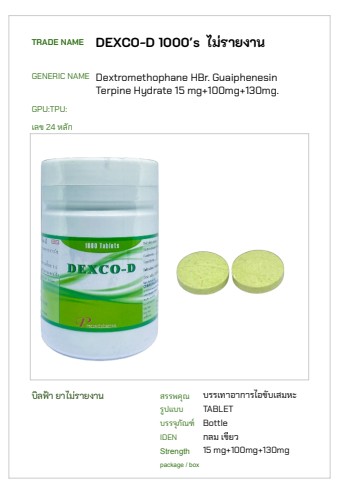 TRADE NAME DEXCO-D 1000's ไม่รายงาน
GENERIC NAME Dextromethophane HBr. Guaiphenesin
Terpine Hydrate 15 mg+100mg+130mg.
GPU:TPU:
เลข 24 หลัก
1000 Tablets
DEXCO-D
บิลฟ้า ยาไม่รายงาน
สรรพคุณ บรรเทาอาการไอขับเสมหะ
รูปแบบ TABLET
บรรจุภัณฑ์ Bottle
IDEN กลม เขียว
Strength 15 mg+100mg+130mg
package / box